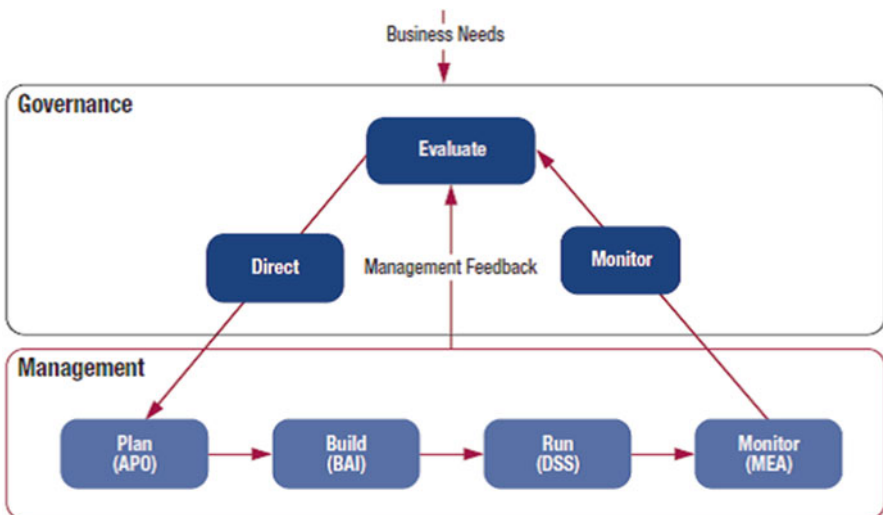 Business Needs
Governance
Evaluate
Direct
Management Feedback
Monitor
Management
Plan
(APO)
Build
(BAI)
Run
(DSS)
Monitor
(MEA)